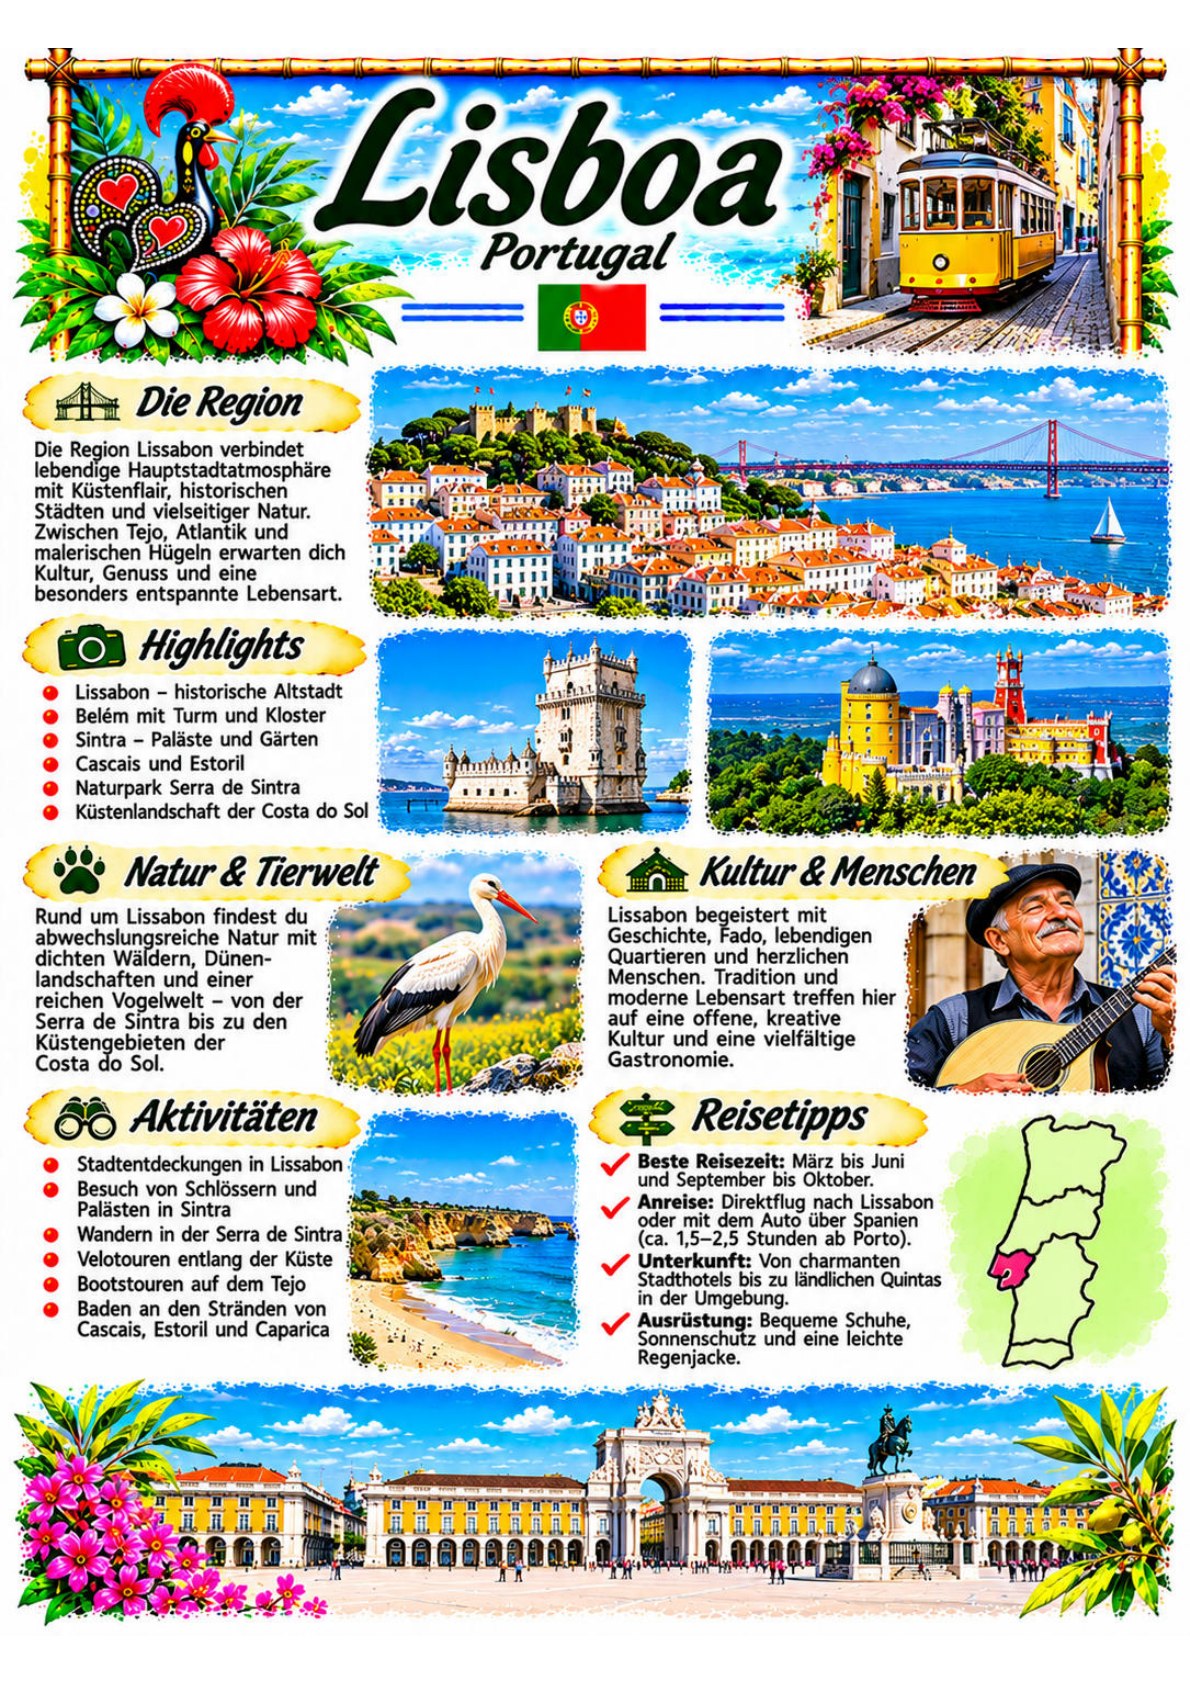 Lisboa
Portugal
Die Region
Die Region Lissabon verbindet
lebendige Hauptstadtatmosphäre
mit Küstenflair, historischen
Städten und vielseitiger Natur.
Zwischen Tejo, Atlantik und
malerischen Hügeln erwarten dich
Kultur, Genuss und eine
besonders entspannte Lebensart.
Highlights
Lissabon – historische Altstadt
Belém mit Turm und Kloster
Sintra – Paläste und Gärten
Cascais und Estoril
Naturpark Serra de Sintra
Küstenlandschaft der Costa do Sol
Natur & Tierwelt
Rund um Lissabon findest du
abwechslungsreiche Natur mit
dichten Wäldern, Dünen-
landschaften und einer
reichen Vogelwelt – von der
Serra de Sintra bis zu den
Küstengebieten der
Costa do Sol.
Kultur & Menschen
Lissabon begeistert mit
Geschichte, Fado, lebendigen
Quartieren und herzlichen
Menschen. Tradition und
moderne Lebensart treffen hier
auf eine offene, kreative
Kultur und eine vielfältige
Gastronomie.
Aktivitäten
Stadtentdeckungen in Lissabon
Besuch von Schlössern und
Palästen in Sintra
Wandern in der Serra de Sintra
Velotouren entlang der Küste
Bootstouren auf dem Tejo
Baden an den Stränden von
Cascais, Estoril und Caparica
Reisetipps
Beste Reisezeit: März bis Juni
und September bis Oktober.
Anreise: Direktflug nach Lissabon
oder mit dem Auto über Spanien
(ca. 1,5–2,5 Stunden ab Porto).
Unterkunft: Von charmanten
Stadthotels bis zu ländlichen Quintas
in der Umgebung.
Ausrüstung: Bequeme Schuhe,
Sonnenschutz und eine leichte
Regenjacke.